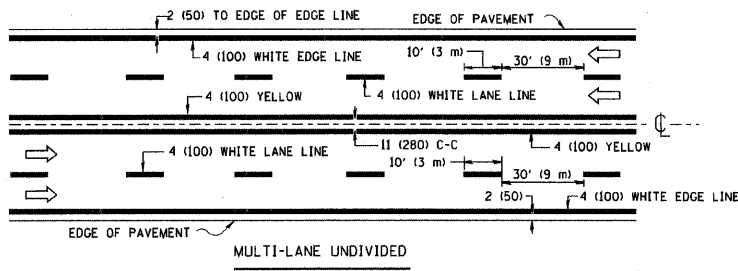 2 (50) TO EDGE OF EDGE LINE
EDGE OF PAVEMENT
4 (100) WHITE EDGE LINE
10' (3 m)
30' (9 m)
4 (100) YELLOW
4 (100) WHITE LANE LINE
℄
4 (100) WHITE LANE LINE
11 (280) C-C
4 (100) YELLOW
10' (3 m)
30' (9 m)
2 (50)
4 (100) WHITE EDGE LINE
EDGE OF PAVEMENT
MULTI-LANE UNDIVIDED